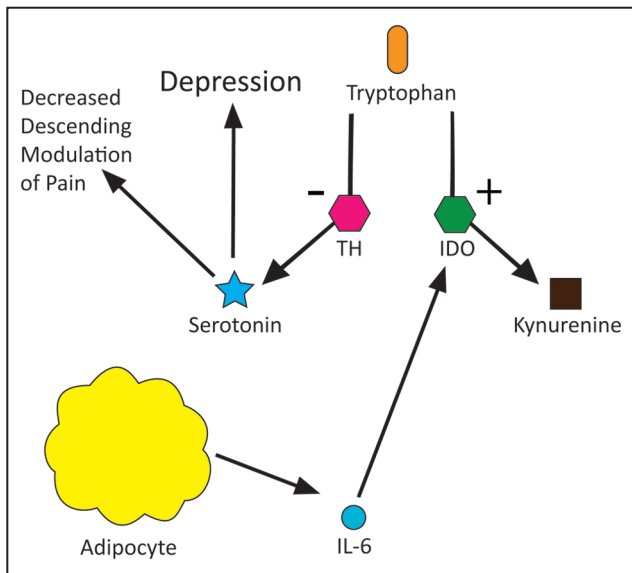 Depression
Tryptophan
Decreased
Descending
Modulation
of Pain
-
+
TH
IDO
Serotonin
Kynurenine
Adipocyte
IL-6